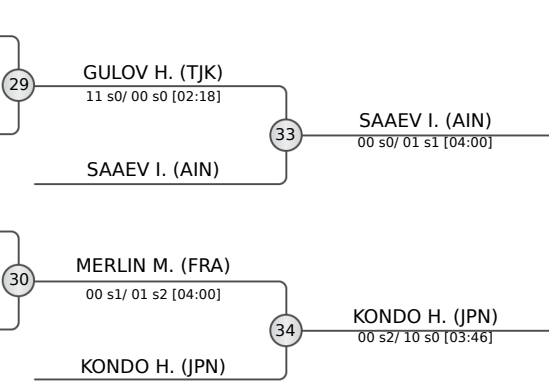 29
GULOV H. (TJK)
11 s0/ 00 s0 [02:18]
33
SAAEV I. (AIN)
00 s0/ 01 s1 [04:00]
SAAEV I. (AIN)
30
MERLIN M. (FRA)
00 s1/ 01 s2 [04:00]
34
KONDO H. (JPN)
00 s2/ 10 s0 [03:46]
KONDO H. (JPN)